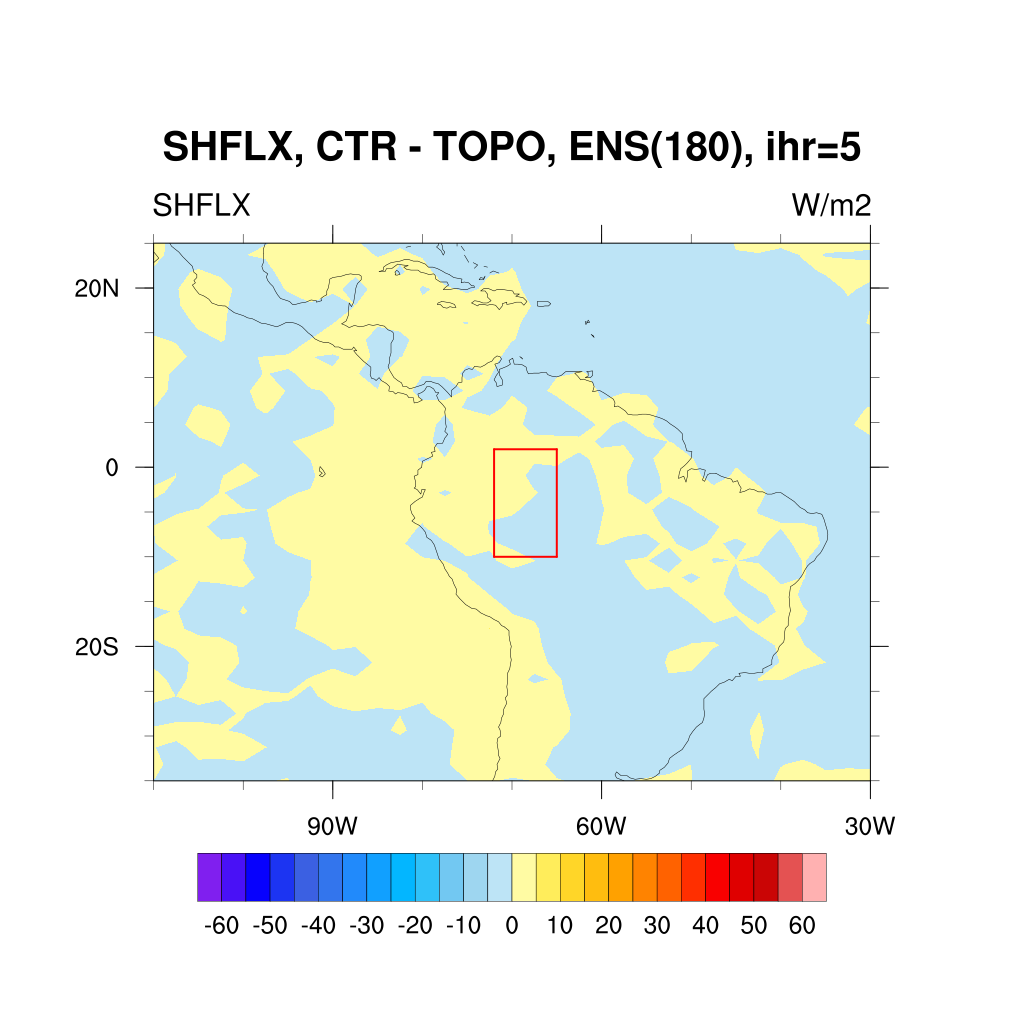 SHFLX, CTR - TOPO, ENS(180), ihr=5
SHFLX W/m2
20N
0
20S
90W 60W 30W
-60 -50 -40 -30 -20 -10 0 10 20 30 40 50 60